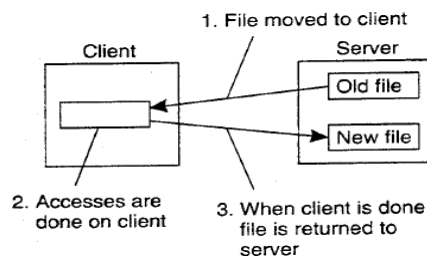 1. File moved to client
Client
Server
Old file
New file
2. Accesses are
done on client
3. When client is done
file is returned to
server